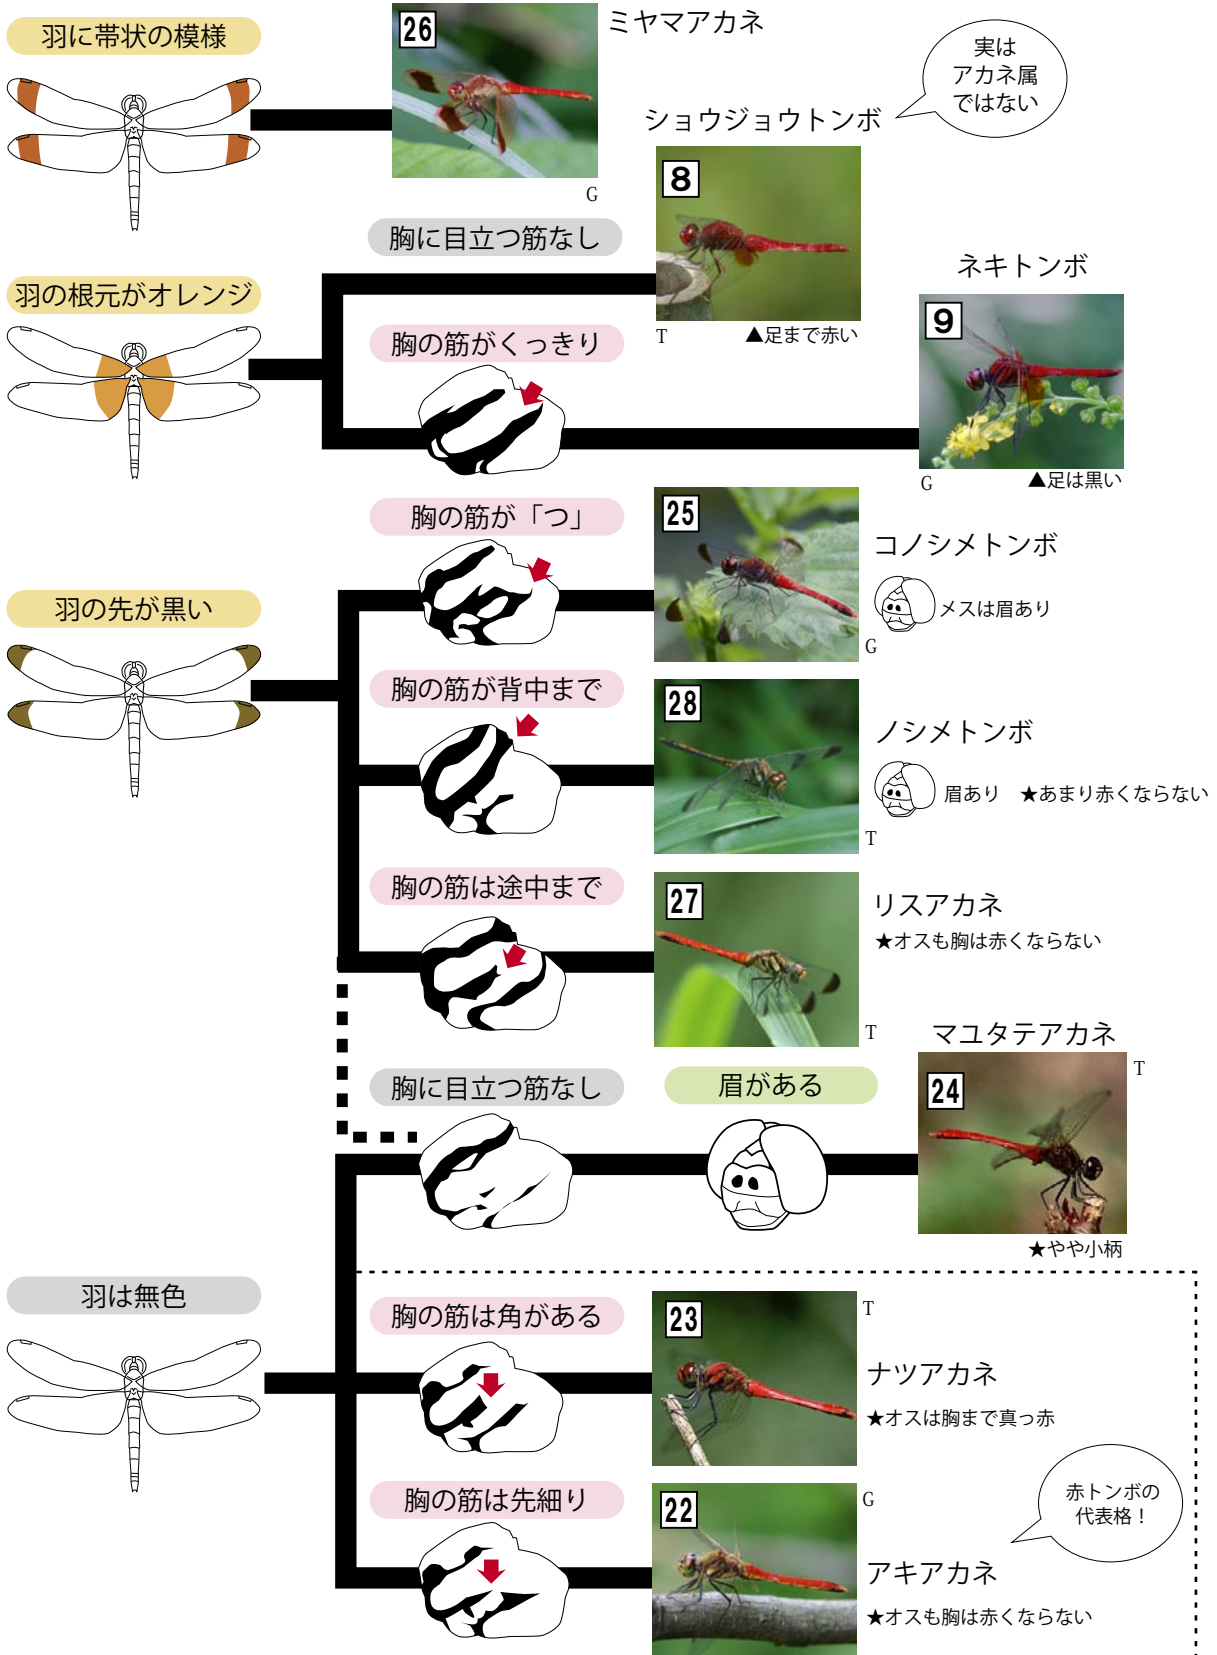 羽に帯状の模様
26
ミヤマアカネ
実は
アカネ属
ではない
G
ショウジョウトンボ
胸に目立つ筋なし
8
T
▲足まで赤い
羽の根元がオレンジ
胸の筋がくっきり
ネキトンボ
9
G
▲足は黒い
羽の先が黒い
胸の筋が「つ」
25
コノシメトンボ
メスは眉あり
G
胸の筋が背中まで
28
ノシメトンボ
眉あり ★あまり赤くならない
T
胸の筋は途中まで
27
リスアカネ
★オスも胸は赤くならない
T
胸に目立つ筋なし
眉がある
マユタテアカネ
24
T
★やや小柄
羽は無色
胸の筋は角がある
23
T
ナツアカネ
★オスは胸まで真っ赤
胸の筋は先細り
22
G
赤トンボの
代表格！
アキアカネ
★オスも胸は赤くならない